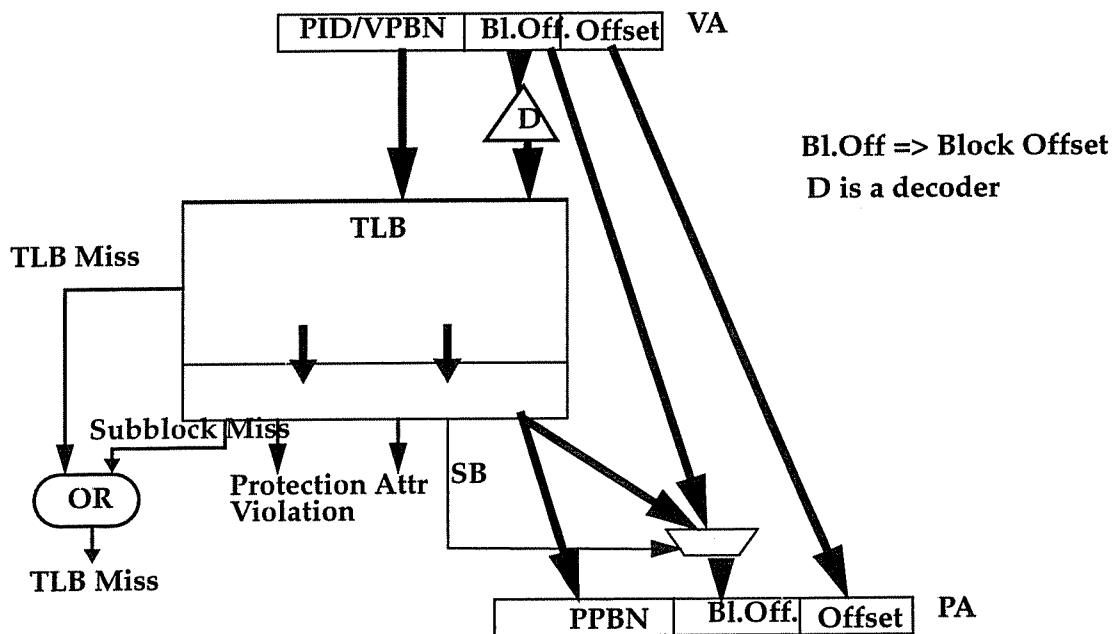 PID/VPBN Bl.Off. Offset VA
D
Bl.Off => Block Offset
D is a decoder
TLB
TLB Miss
Subblock Miss
OR
Protection Attr
Violation
SB
TLB Miss
PPBN Bl.Off. Offset PA